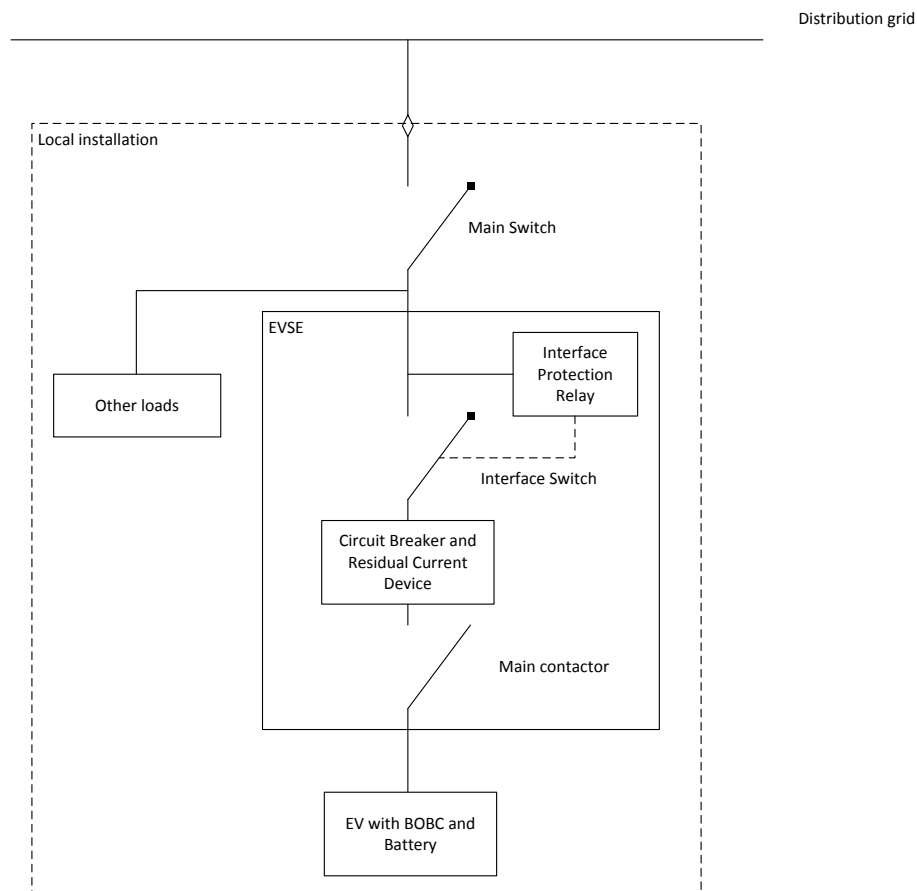 Distribution grid
Local installation
Main Switch
EVSE
Interface
Protection
Relay
Other loads
Interface Switch
Circuit Breaker and
Residual Current
Device
Main contactor
EV with BOBC and
Battery